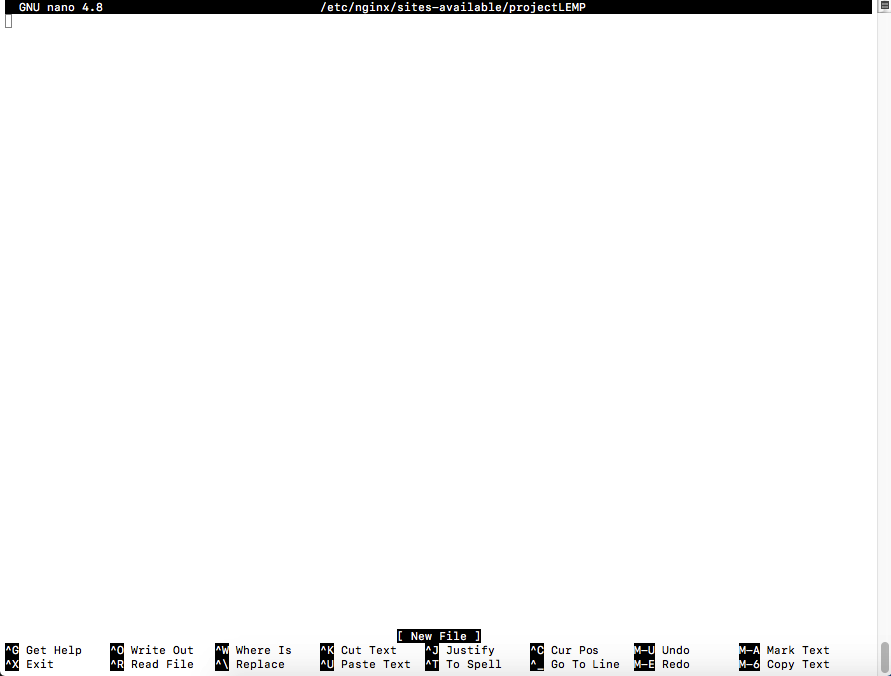 GNU nano 4.8 /etc/nginx/sites-available/projectLEMP
[ New File ]
^G Get Help ^O Write Out ^W Where Is ^K Cut Text ^J Justify ^C Cur Pos M-U Undo M-A Mark Text
^X Exit ^R Read File ^\ Replace ^U Paste Text ^T To Spell ^_ Go To Line M-E Redo M-6 Copy Text